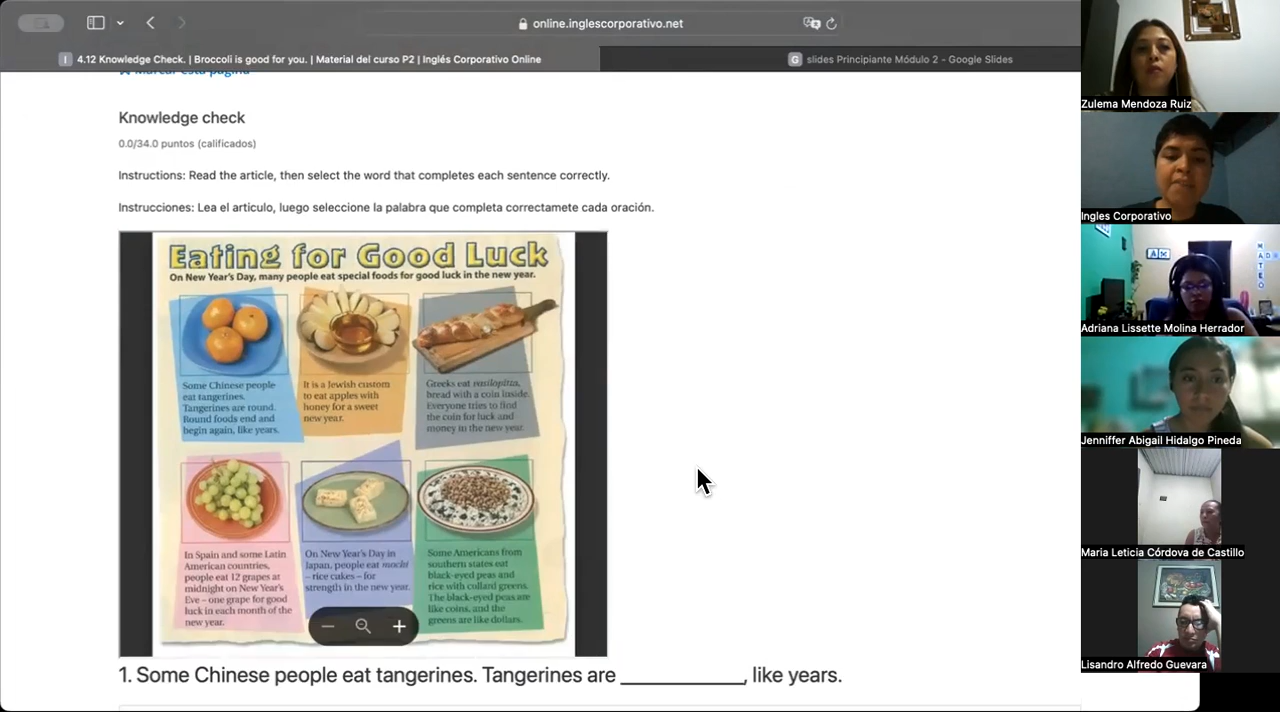 online.inglescorporativo.net
4.12 Knowledge Check. | Broccoli is good for you. | Material del curso P2 | Inglés Corporativo Online
slides Principiante Módulo 2 - Google Slides
Marcar esta página
Knowledge check
0.0/34.0 puntos (calificados)
Instructions: Read the article, then select the word that completes each sentence correctly.
Instrucciones: Lea el articulo, luego seleccione la palabra que completa correctamete cada oración.
Eating for Good Luck
On New Year's Day, many people eat special foods for good luck in the new year.
Some Chinese people
eat tangerines.
Tangerines are round.
Round foods end and
begin again, like years.
It is a Jewish custom
to eat apples with
honey for a sweet
new year.
Greeks eat vasilopitta,
bread with a coin inside.
Everyone tries to find
the coin for luck and
money in the new year.
In Spain and some Latin
American countries,
people eat 12 grapes at
midnight on New Year's
Eve – one grape for good
luck in each month of the
new year.
On New Year's Day in
Japan, people eat mochi
– rice cakes – for
strength in the new year.
Some Americans from
southern states eat
black-eyed peas and
rice with collard greens.
The black-eyed peas are
like coins, and the
greens are like dollars.
1. Some Chinese people eat tangerines. Tangerines are ____________, like years.
Zulema Mendoza Ruiz
Ingles Corporativo
Adriana Lissette Molina Herrador
Jenniffer Abigail Hidalgo Pineda
Maria Leticia Córdova de Castillo
Lisandro Alfredo Guevara